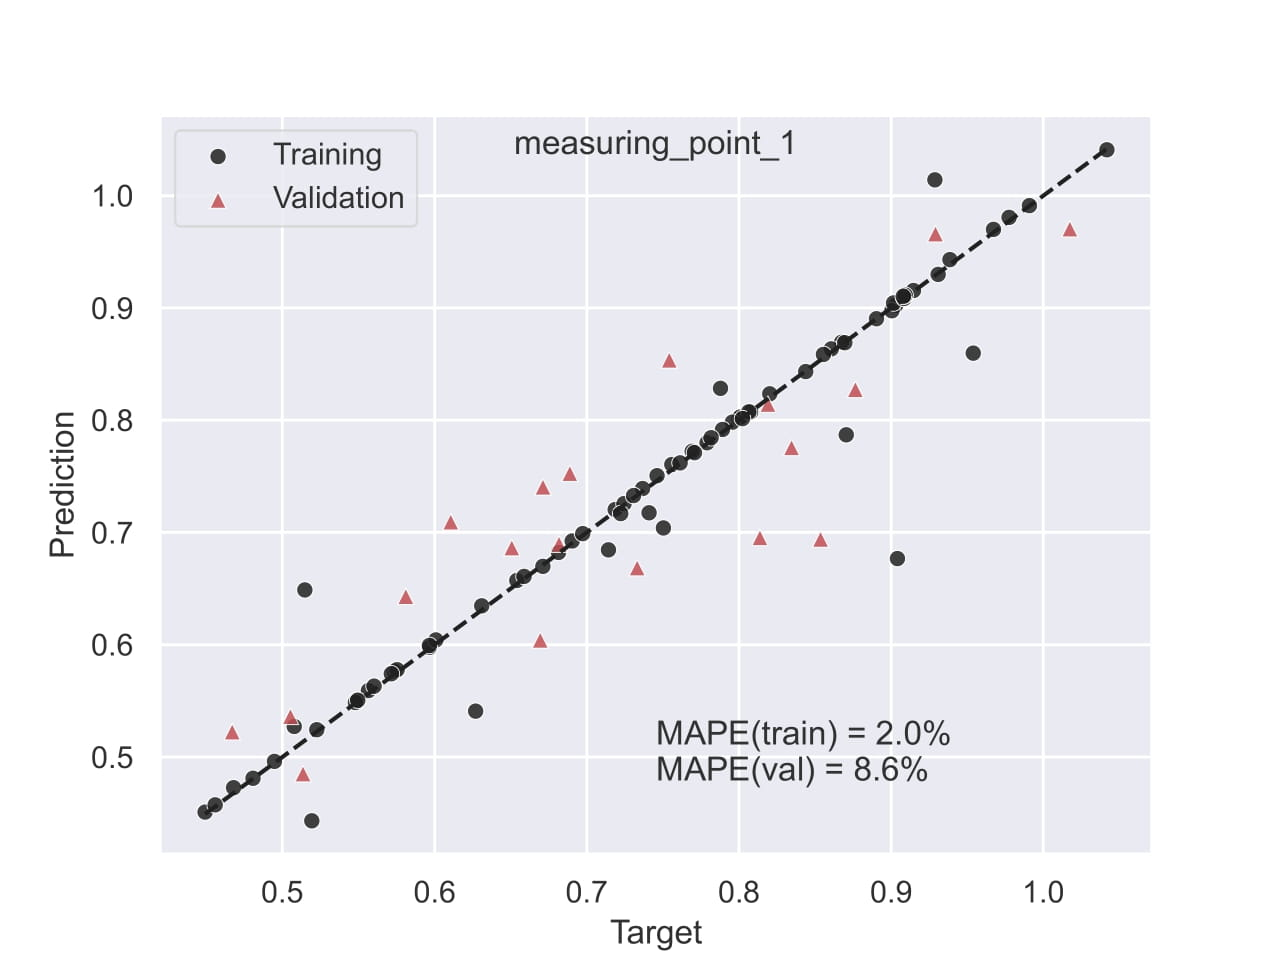 measuring_point_1
Training
Validation
1.0
0.9
0.8
0.7
0.6
0.5
Prediction
MAPE(train) = 2.0%
MAPE(val) = 8.6%
0.5 0.6 0.7 0.8 0.9 1.0
Target